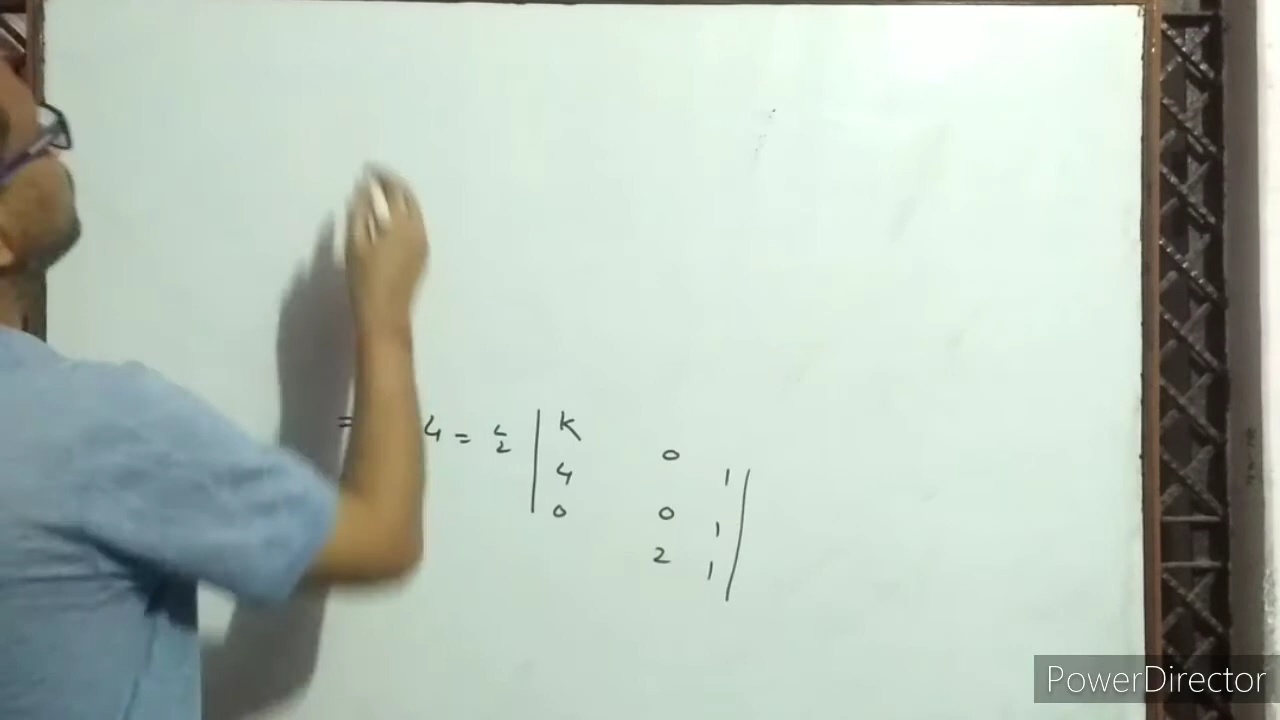 = 4 = 1/2 | K 0 1 |
4 0 1
0 2 1
PowerDirector